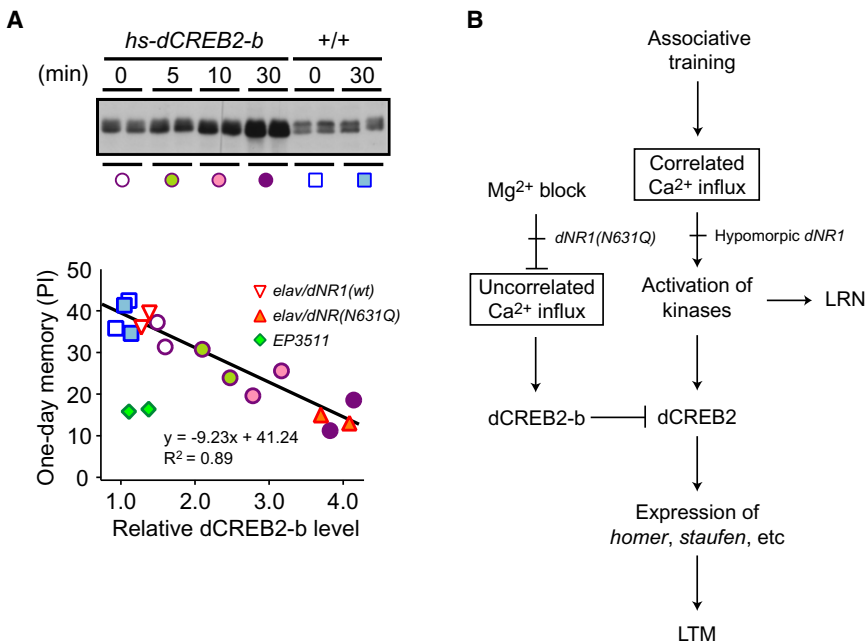 A
hs-dCREB2-b +/+
(min) 0 5 10 30 0 30
One-day memory (PI)
50
40
30
20
10
0
elav/dNR1(wt)
elav/dNR(N631Q)
EP3511
y = -9.23x + 41.24
R2 = 0.89
1.0 2.0 3.0 4.0
Relative dCREB2-b level
B
Associative
training
Correlated
Ca2+ influx
Mg2+ block
dNR1(N631Q)
Hypomorpic dNR1
Uncorrelated
Ca2+ influx
Activation of
kinases
LRN
dCREB2-b
dCREB2
Expression of
homer, staufen, etc
LTM